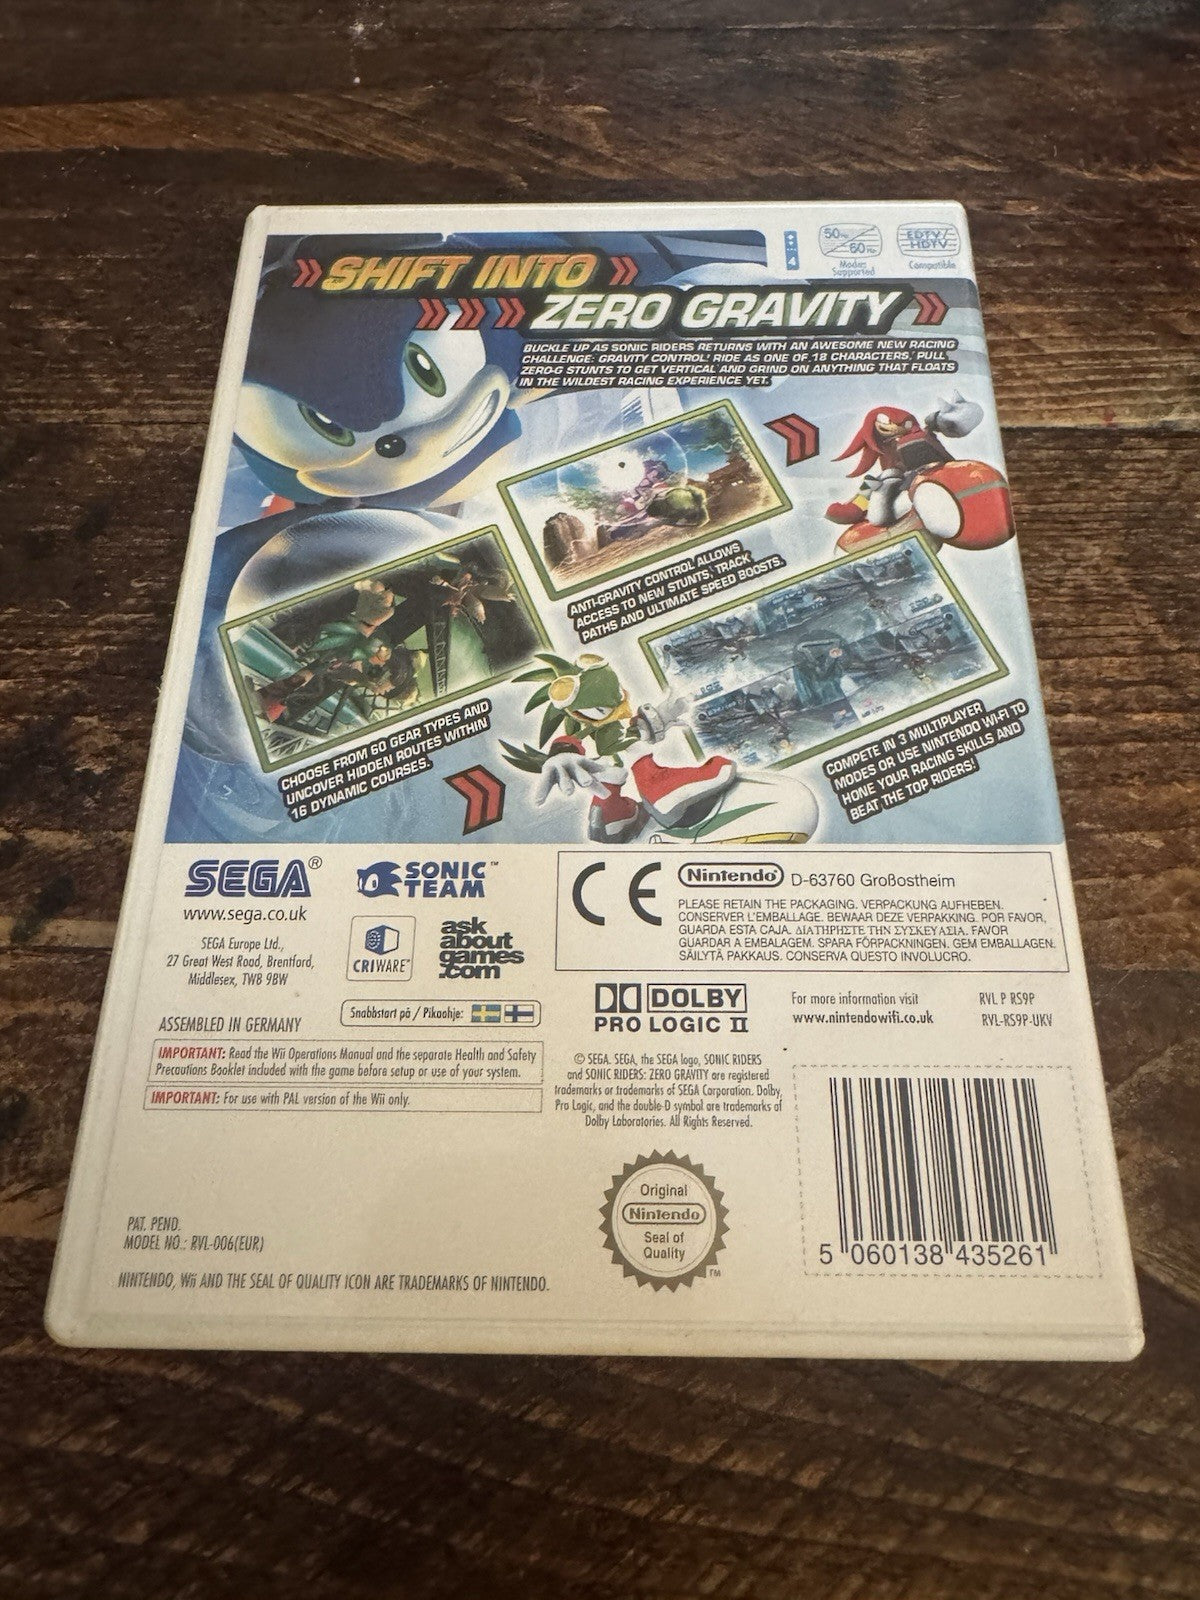 SHIFT INTO
ZERO GRAVITY
4
50Hz
60Hz
Modes
Supported
EDTV/
HDTV
Compatible
BUCKLE UP AS SONIC RIDERS RETURNS WITH AN AWESOME NEW RACING
CHALLENGE: GRAVITY CONTROL! RIDE AS ONE OF 18 CHARACTERS. PULL
ZERO-G STUNTS TO GET VERTICAL AND GRIND ON ANYTHING THAT FLOATS
IN THE WILDEST RACING EXPERIENCE YET.
ANTI-GRAVITY CONTROL ALLOWS
ACCESS TO NEW STUNTS, TRACK
PATHS AND ULTIMATE SPEED BOOSTS.
CHOOSE FROM 60 GEAR TYPES AND
UNCOVER HIDDEN ROUTES WITHIN
16 DYNAMIC COURSES.
COMPETE IN 3 MULTIPLAYER
MODES OR USE NINTENDO WI-FI TO
HONE YOUR RACING SKILLS AND
BEAT THE TOP RIDERS!
SEGA®
www.sega.co.uk
SEGA Europe Ltd.,
27 Great West Road, Brentford,
Middlesex, TW8 9BW
SONIC
TEAM™
CRIWARE™
ask
about
games
.com
ASSEMBLED IN GERMANY
Snabbstart på / Pikaohje:
IMPORTANT: Read the Wii Operations Manual and the separate Health and Safety
Precautions Booklet included with the game before setup or use of your system.
IMPORTANT: For use with PAL version of the Wii only.
CE
Nintendo D-63760 Großostheim
PLEASE RETAIN THE PACKAGING. VERPACKUNG AUFHEBEN.
CONSERVER L'EMBALLAGE. BEWAAR DEZE VERPAKKING. POR FAVOR,
GUARDA ESTA CAJA. ΔΙΑΤΗΡΗΣΤΕ ΤΗΝ ΣΥΣΚΕΥΑΣΙΑ. FAVOR
GUARDAR A EMBALAGEM. SPARA FÖRPACKNINGEN. GEM EMBALLAGEN.
SÄILYTÄ PAKKAUS. CONSERVA QUESTO INVOLUCRO.
DOLBY
PRO LOGIC II
For more information visit
www.nintendowifi.co.uk
RVL P RS9P
RVL-RS9P-UKV
© SEGA. SEGA, the SEGA logo, SONIC RIDERS
and SONIC RIDERS: ZERO GRAVITY are registered
trademarks or trademarks of SEGA Corporation. Dolby,
Pro Logic, and the double-D symbol are trademarks of
Dolby Laboratories. All Rights Reserved.
Original
Nintendo
Seal of
Quality
TM
5 060138 435261
PAT. PEND.
MODEL NO.: RVL-006(EUR)
NINTENDO, Wii AND THE SEAL OF QUALITY ICON ARE TRADEMARKS OF NINTENDO.